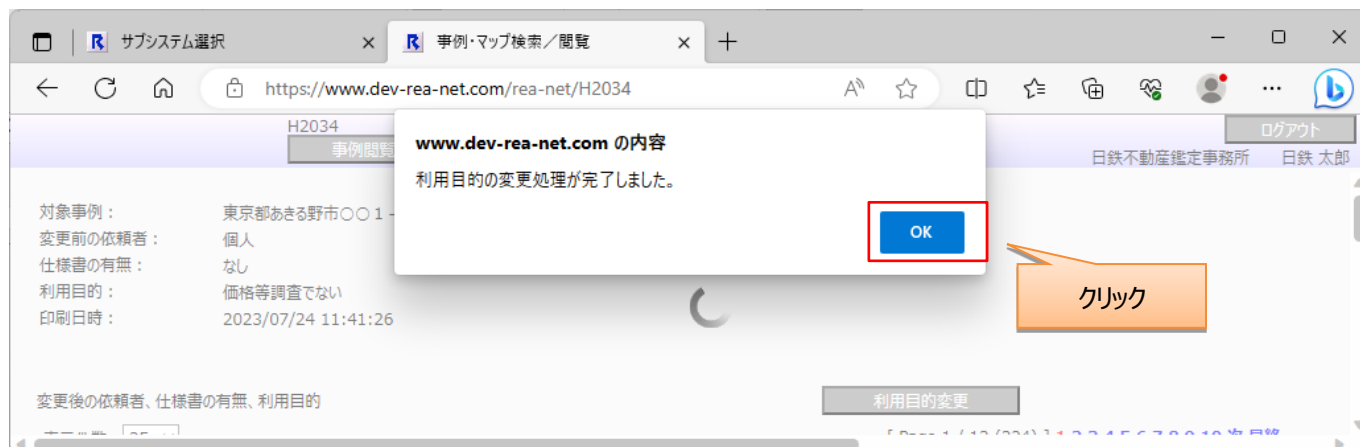 サブシステム選択
事例・マップ検索／閲覧
https://www.dev-rea-net.com/rea-net/H2034
H2034
事例閲覧
ログアウト
日鉄不動産鑑定事務所 日鉄 太郎
www.dev-rea-net.com の内容
利用目的の変更処理が完了しました。
OK
クリック
対象事例： 東京都あきる野市〇〇１-
変更前の依頼者： 個人
仕様書の有無： なし
利用目的： 価格等調査でない
印刷日時： 2023/07/24 11:41:26
変更後の依頼者、仕様書の有無、利用目的
利用目的変更